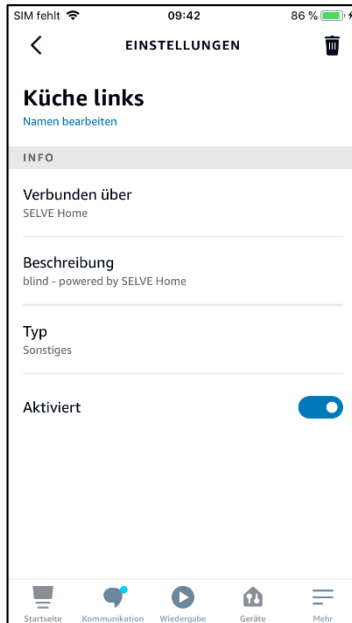 SIM fehlt 09:42 86 %
EINSTELLUNGEN
Küche links
Namen bearbeiten
INFO
Verbunden über
SELVE Home
Beschreibung
blind - powered by SELVE Home
Typ
Sonstiges
Aktiviert
Startseite Kommunikation Wiedergabe Geräte Mehr